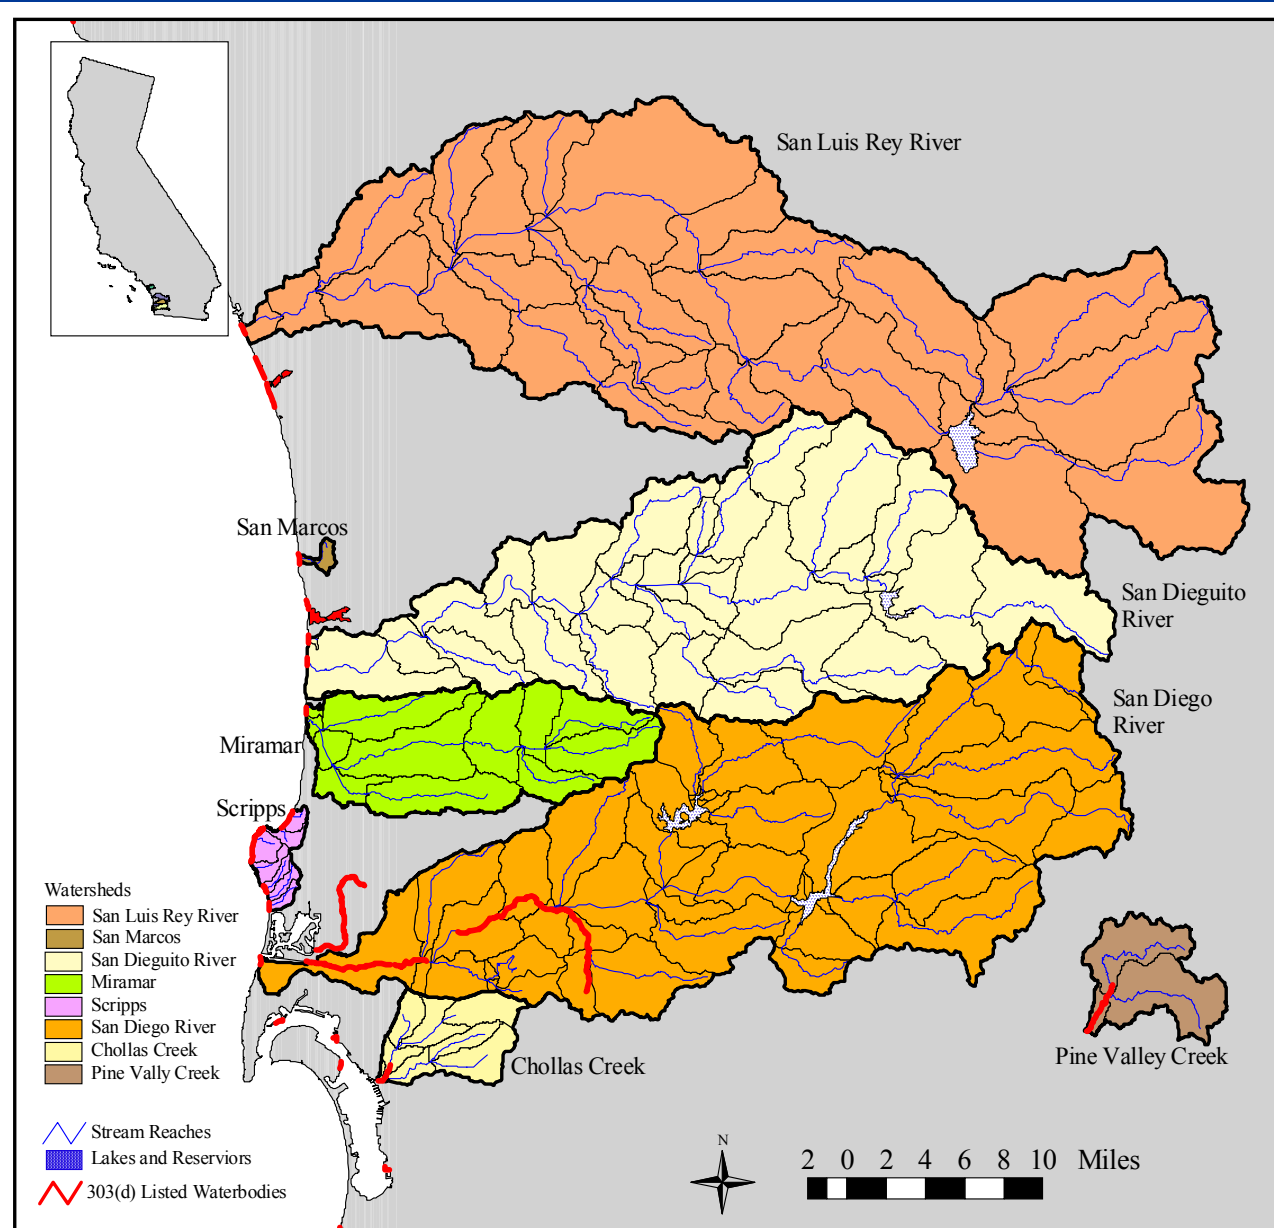 San Luis Rey River
San Marcos
San Dieguito
River
San Diego
River
Miramar
Scripps
Watersheds
San Luis Rey River
San Marcos
San Dieguito River
Miramar
Scripps
San Diego River
Chollas Creek
Pine Vally Creek
Chollas Creek
Pine Valley Creek
Stream Reaches
Lakes and Reserviors
303(d) Listed Waterbodies
N
2 0 2 4 6 8 10 Miles